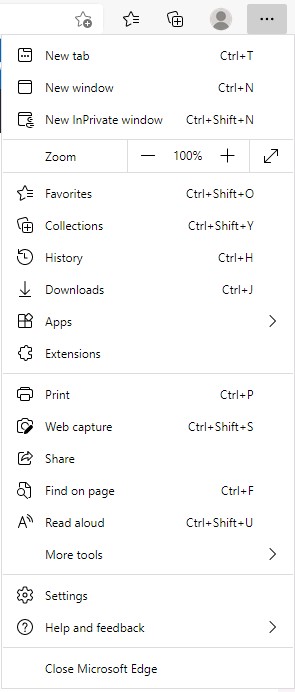 New tab Ctrl+T
New window Ctrl+N
New InPrivate window Ctrl+Shift+N
Zoom — 100% +
Favorites Ctrl+Shift+O
Collections Ctrl+Shift+Y
History Ctrl+H
Downloads Ctrl+J
Apps
Extensions
Print Ctrl+P
Web capture Ctrl+Shift+S
Share
Find on page Ctrl+F
Read aloud Ctrl+Shift+U
More tools
Settings
Help and feedback
Close Microsoft Edge